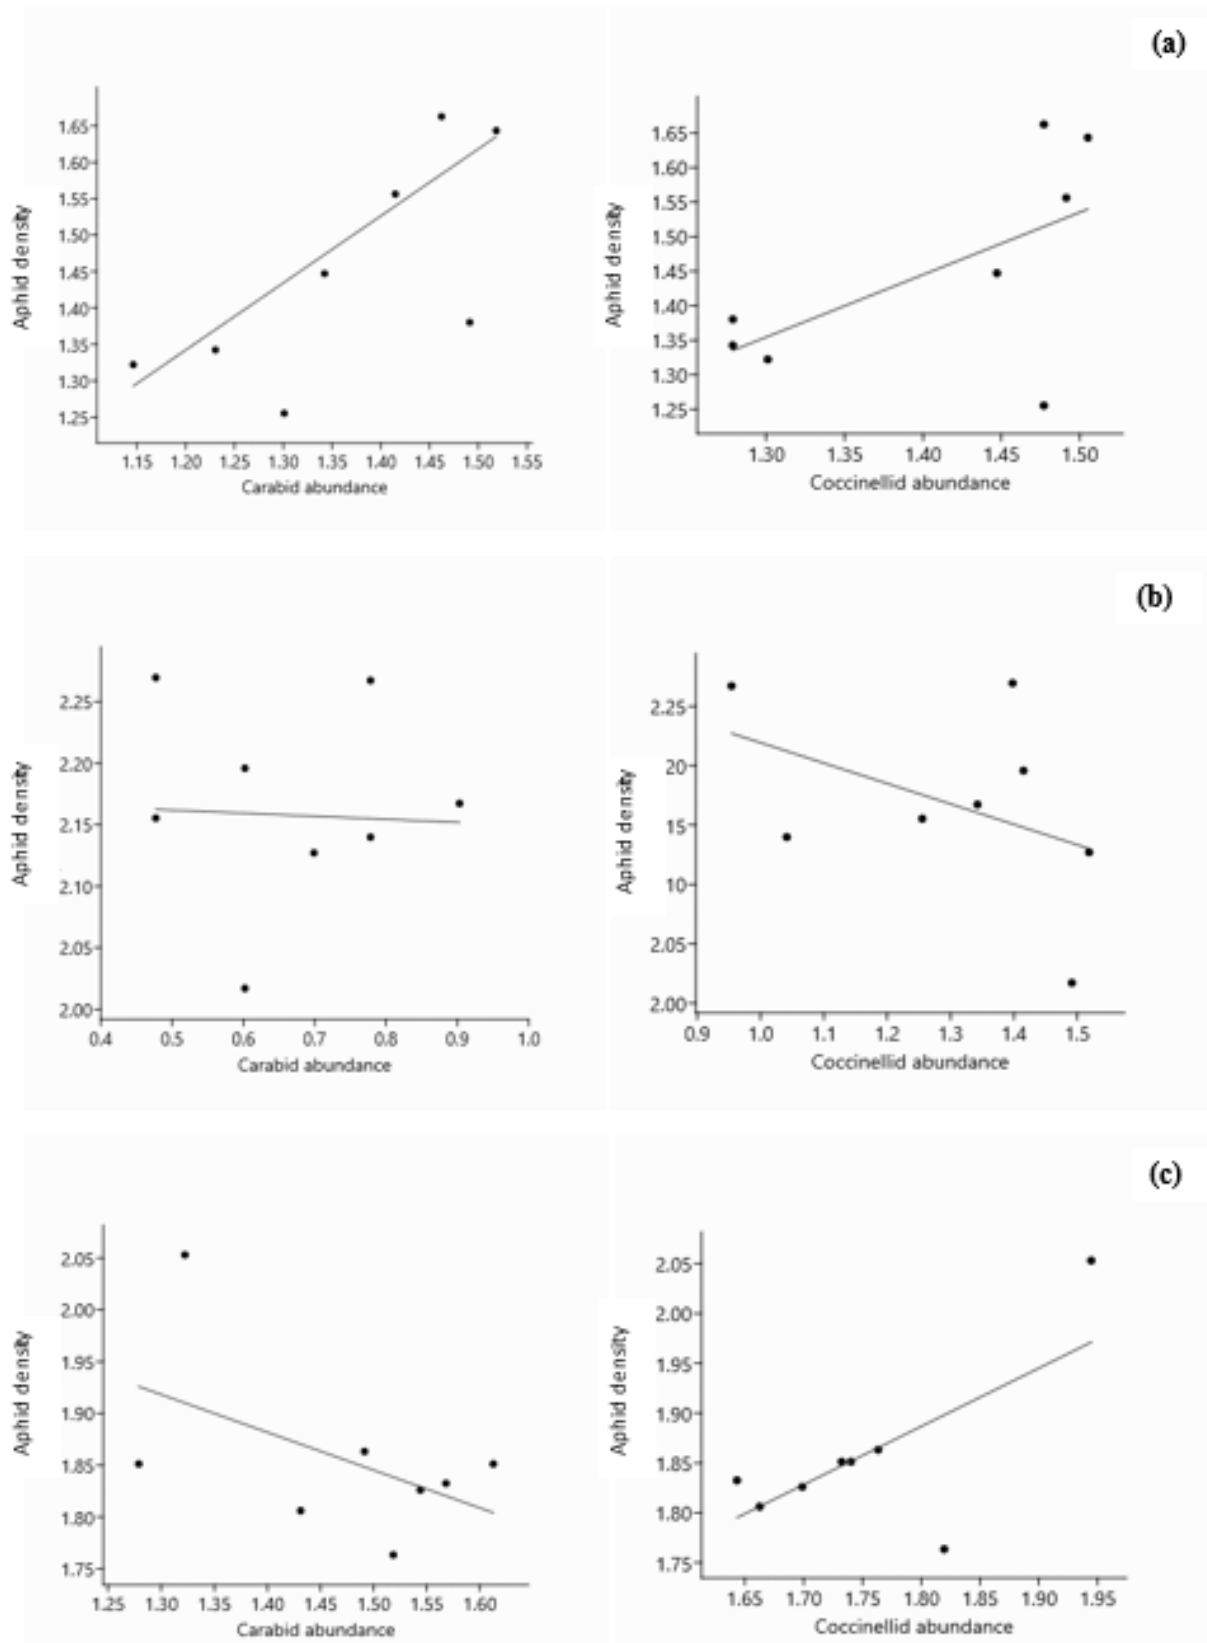 (a)
Aphid density
1.65
1.60
1.55
1.50
1.45
1.40
1.35
1.30
1.25
1.15 1.20 1.25 1.30 1.35 1.40 1.45 1.50 1.55
Carabid abundance
Aphid density
1.65
1.60
1.55
1.50
1.45
1.40
1.35
1.30
1.25
1.30 1.35 1.40 1.45 1.50
Coccinellid abundance
(b)
Aphid density
2.25
2.20
2.15
2.10
2.05
2.00
0.4 0.5 0.6 0.7 0.8 0.9 1.0
Carabid abundance
Aphid density
2.25
20
15
10
2.05
2.00
0.9 1.0 1.1 1.2 1.3 1.4 1.5
Coccinellid abundance
(c)
Aphid density
2.05
2.00
1.95
1.90
1.85
1.80
1.75
1.25 1.30 1.35 1.40 1.45 1.50 1.55 1.60
Carabid abundance
Aphid density
2.05
2.00
1.95
1.90
1.85
1.80
1.75
1.65 1.70 1.75 1.80 1.85 1.90 1.95
Coccinellid abundance